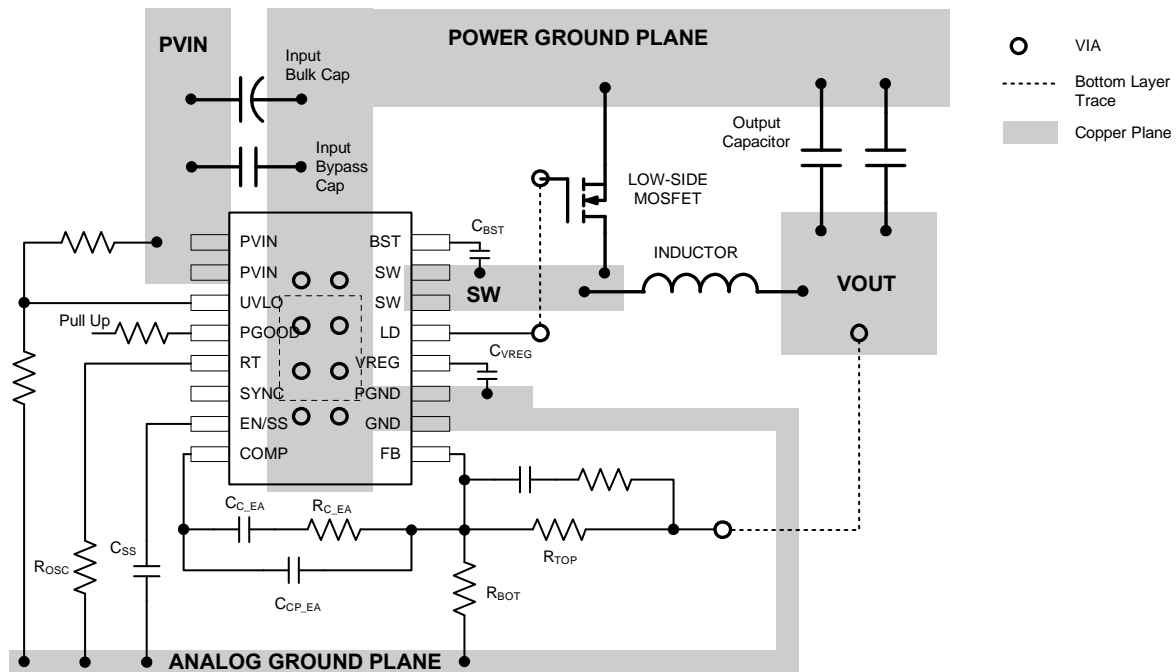 PVIN
POWER GROUND PLANE
Input
Bulk Cap
VIA
Bottom Layer
Trace
Copper Plane
Input
Bypass
Cap
Output
Capacitor
LOW-SIDE
MOSFET
PVIN
BST
CBST
PVIN
SW
SW
INDUCTOR
VOUT
UVLO
SW
Pull Up
PGOOD
LD
RT
VREG
CVREG
SYNC
PGND
EN/SS
GND
COMP
FB
CC_EA
RC_EA
ROSC
CSS
RTOP
CCP_EA
RBOT
ANALOG GROUND PLANE